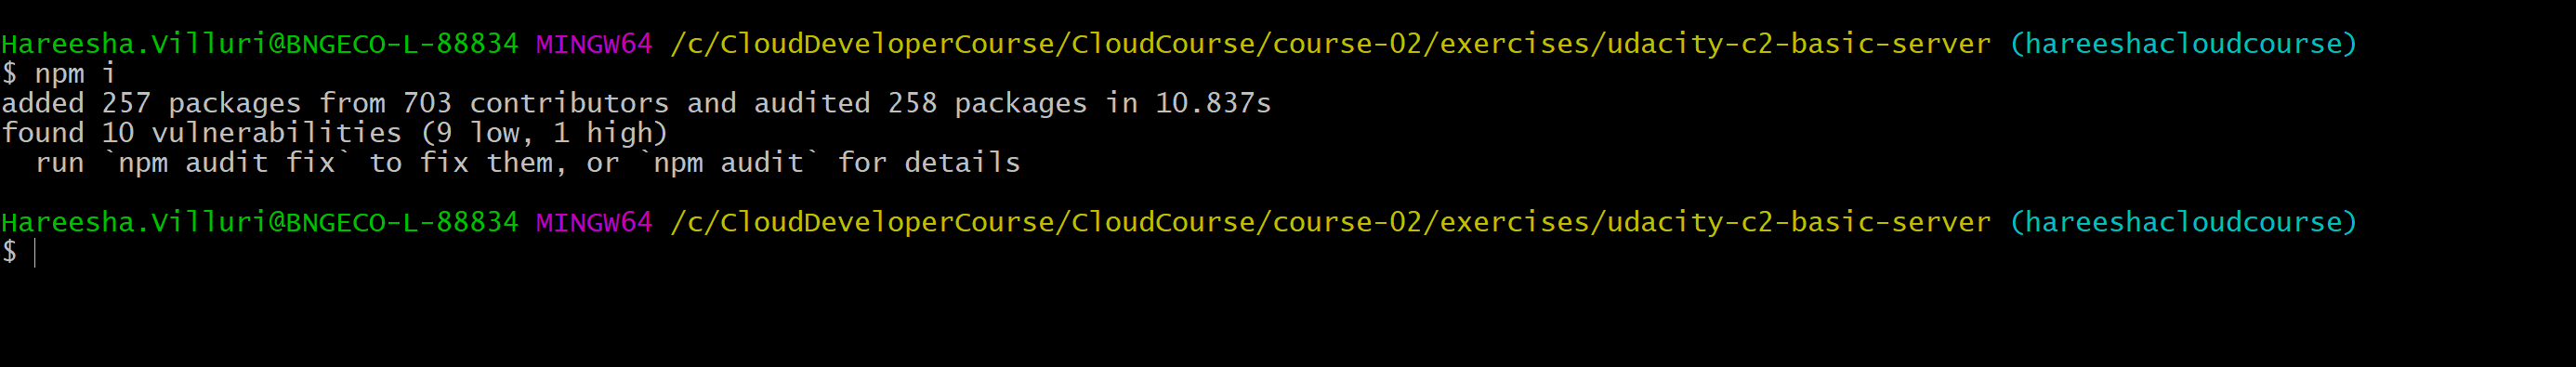 Hareesha.Villuri@BNGECO-L-88834 MINGW64 /c/CloudDeveloperCourse/CloudCourse/course-02/exercises/udacity-c2-basic-server (hareeshacloudcourse)
$ npm i
added 257 packages from 703 contributors and audited 258 packages in 10.837s
found 10 vulnerabilities (9 low, 1 high)
  run `npm audit fix` to fix them, or `npm audit` for details
Hareesha.Villuri@BNGECO-L-88834 MINGW64 /c/CloudDeveloperCourse/CloudCourse/course-02/exercises/udacity-c2-basic-server (hareeshacloudcourse)
$